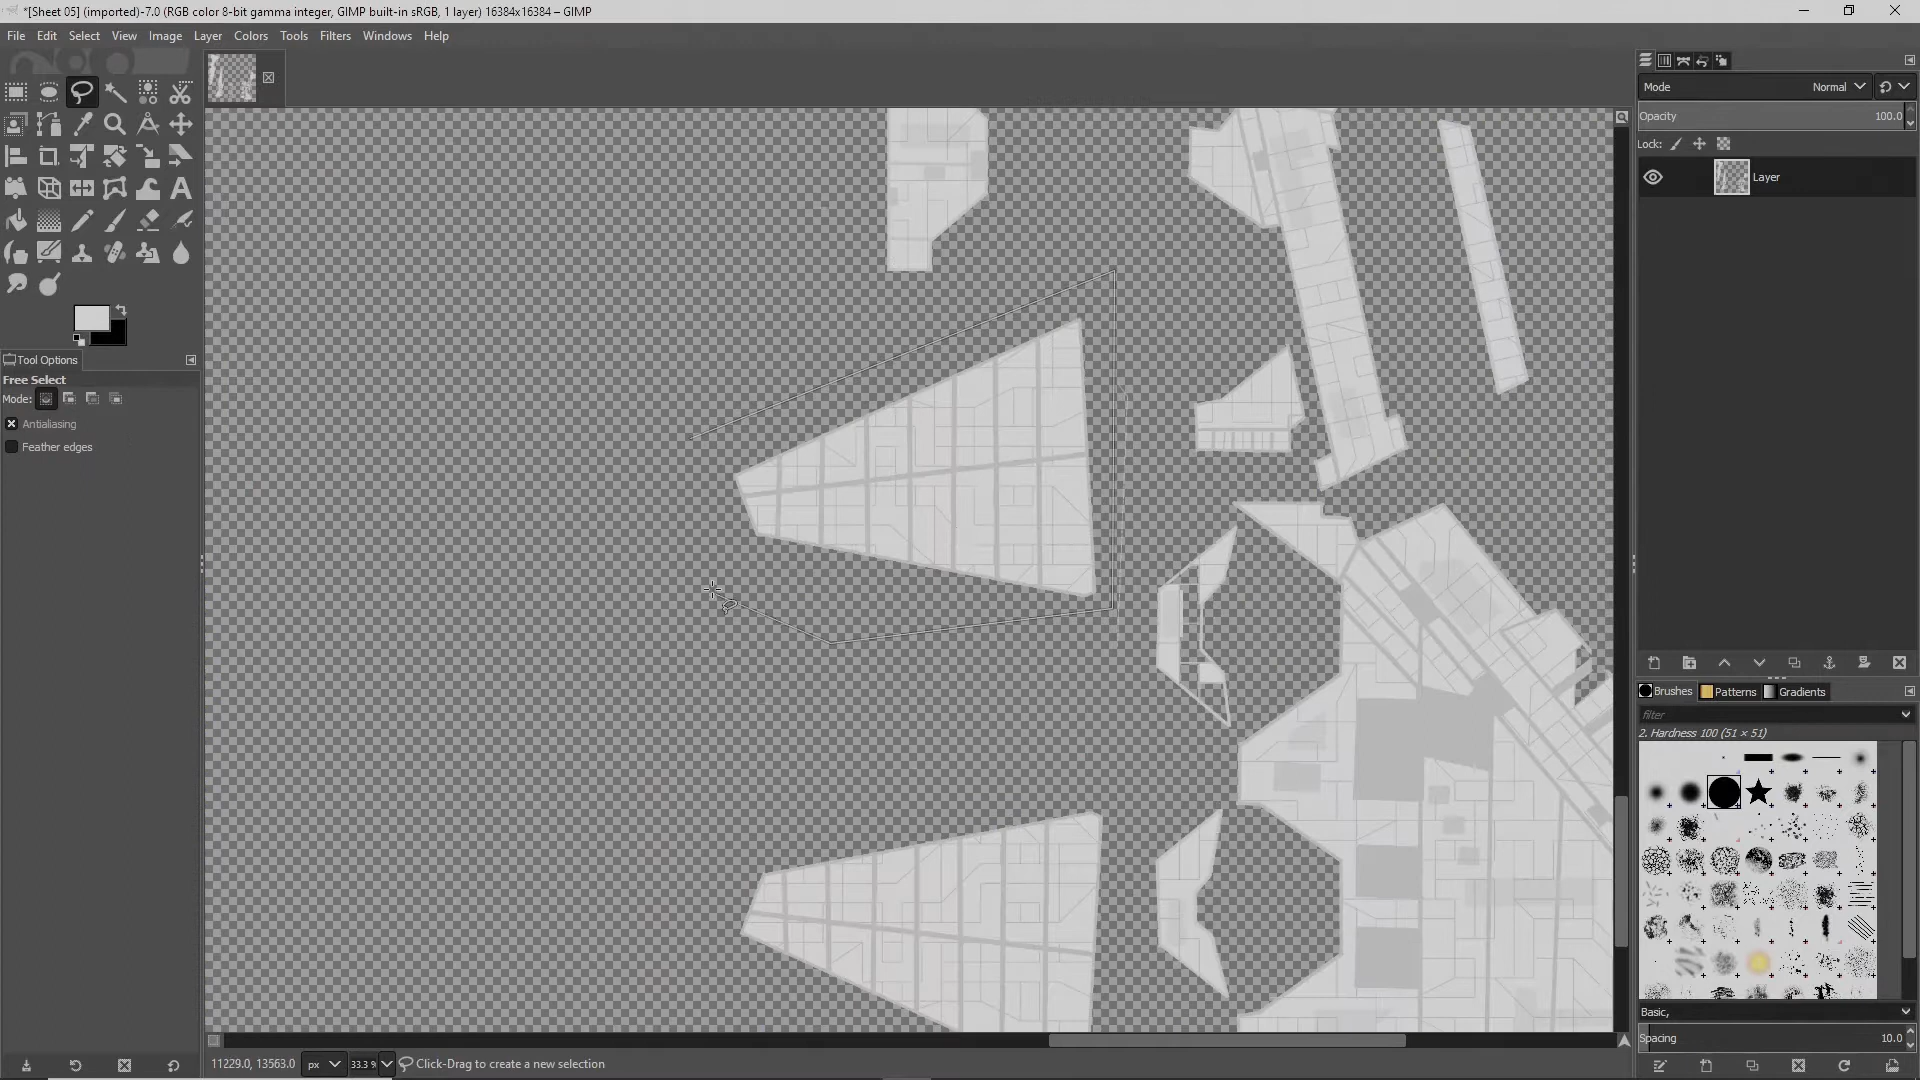 *[Sheet 05] (imported)-7.0 (RGB color 8-bit gamma integer, GIMP built-in sRGB, 1 layer) 16384x16384 – GIMP
File Edit Select View Image Layer Colors Tools Filters Windows Help
Mode Normal
Opacity 100.0
Lock:
Layer
Tool Options
Free Select
Mode:
Antialiasing
Feather edges
Brushes Patterns Gradients
filter
2. Hardness 100 (51 × 51)
Basic,
Spacing 10.0
11229.0, 13563.0 px 33.3 % Click-Drag to create a new selection